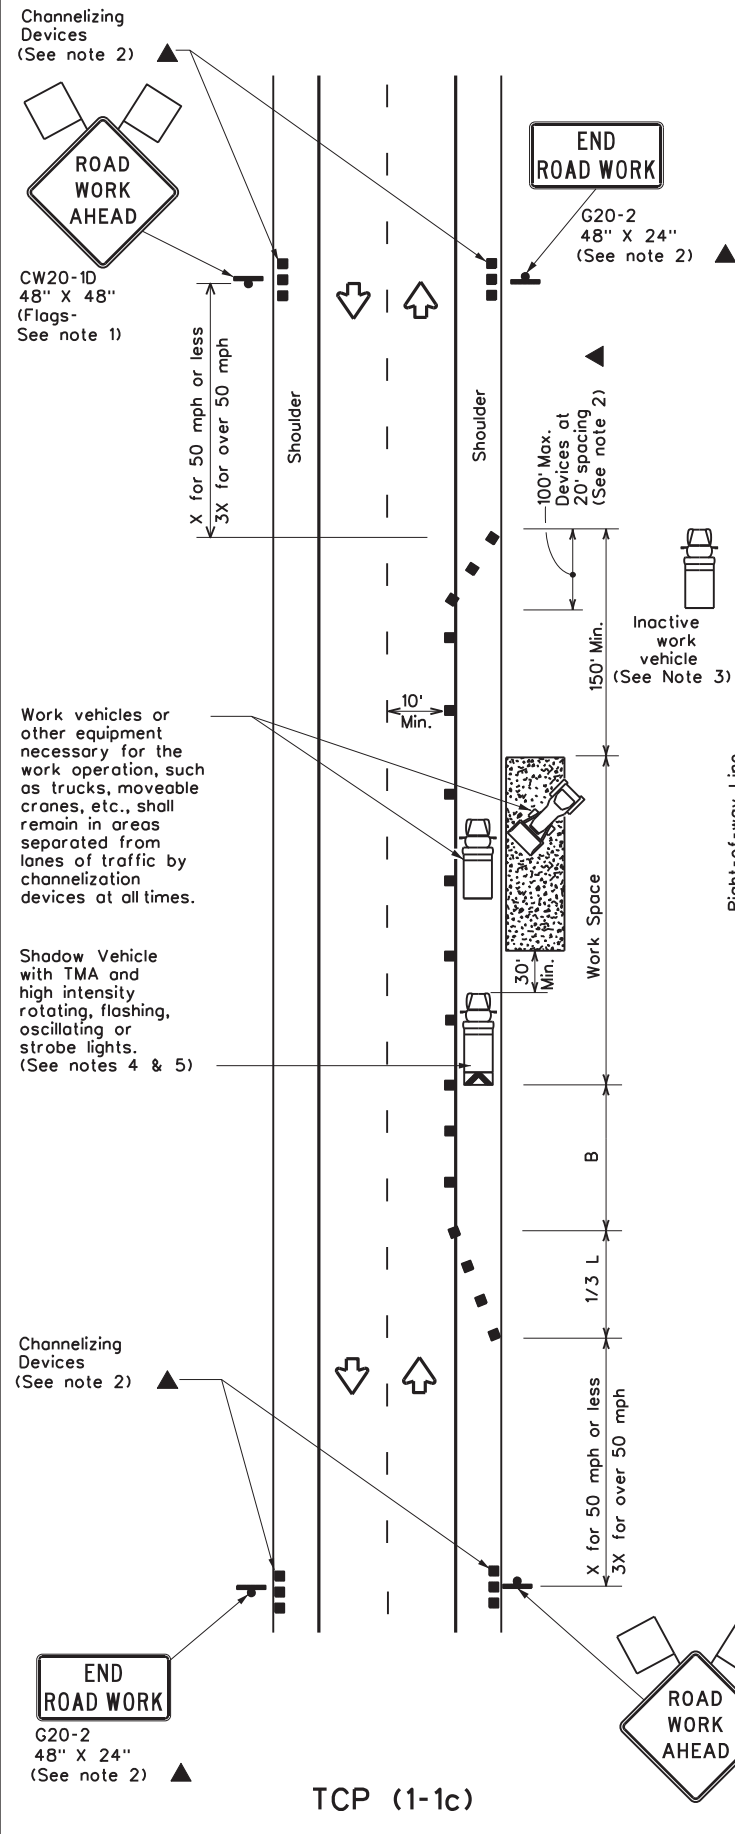 Channelizing
Devices
(See note 2)
ROAD
WORK
AHEAD
CW20-1D
48" X 48"
(Flags-
See note 1)
END
ROAD WORK
G20-2
48" X 24"
(See note 2)
X for 50 mph or less
3X for over 50 mph
Shoulder
Shoulder
100' Max.
Devices at
20' spacing
(See note 2)
150' Min.
Inactive
work
vehicle
(See Note 3)
10'
Min.
Work vehicles or
other equipment
necessary for the
work operation, such
as trucks, moveable
cranes, etc., shall
remain in areas
separated from
lanes of traffic by
channelization
devices at all times.
Right-of-way Line
Work Space
30'
Min.
Shadow Vehicle
with TMA and
high intensity
rotating, flashing,
oscillating or
strobe lights.
(See notes 4 & 5)
B
1/3 L
Channelizing
Devices
(See note 2)
X for 50 mph or less
3X for over 50 mph
END
ROAD WORK
G20-2
48" X 24"
(See note 2)
ROAD
WORK
AHEAD
TCP (1-1c)